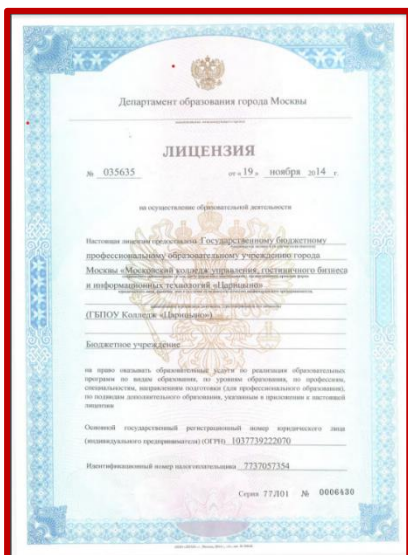 Департамент образования города Москвы
ЛИЦЕНЗИЯ
№ 035635 от « 19 » ноября 2014 г.
на осуществление образовательной деятельности
Настоящая лицензия предоставлена Государственному бюджетному
профессиональному образовательному учреждению города
Москвы «Московский колледж управления, гостиничного бизнеса
и информационных технологий «Царицыно»
(ГБПОУ Колледж «Царицыно»)
Бюджетное учреждение
на право оказывать образовательные услуги по реализации образовательных
программ по видам образования, по уровням образования, по профессиям,
специальностям, направлениям подготовки (для профессионального образования),
по подвидам дополнительного образования, указанным в приложении к настоящей
лицензии
Основной государственный регистрационный номер юридического лица
(индивидуального предпринимателя) (ОГРН) 1037739222070
Идентификационный номер налогоплательщика 7737057354
Серия 77Л01 № 0006430